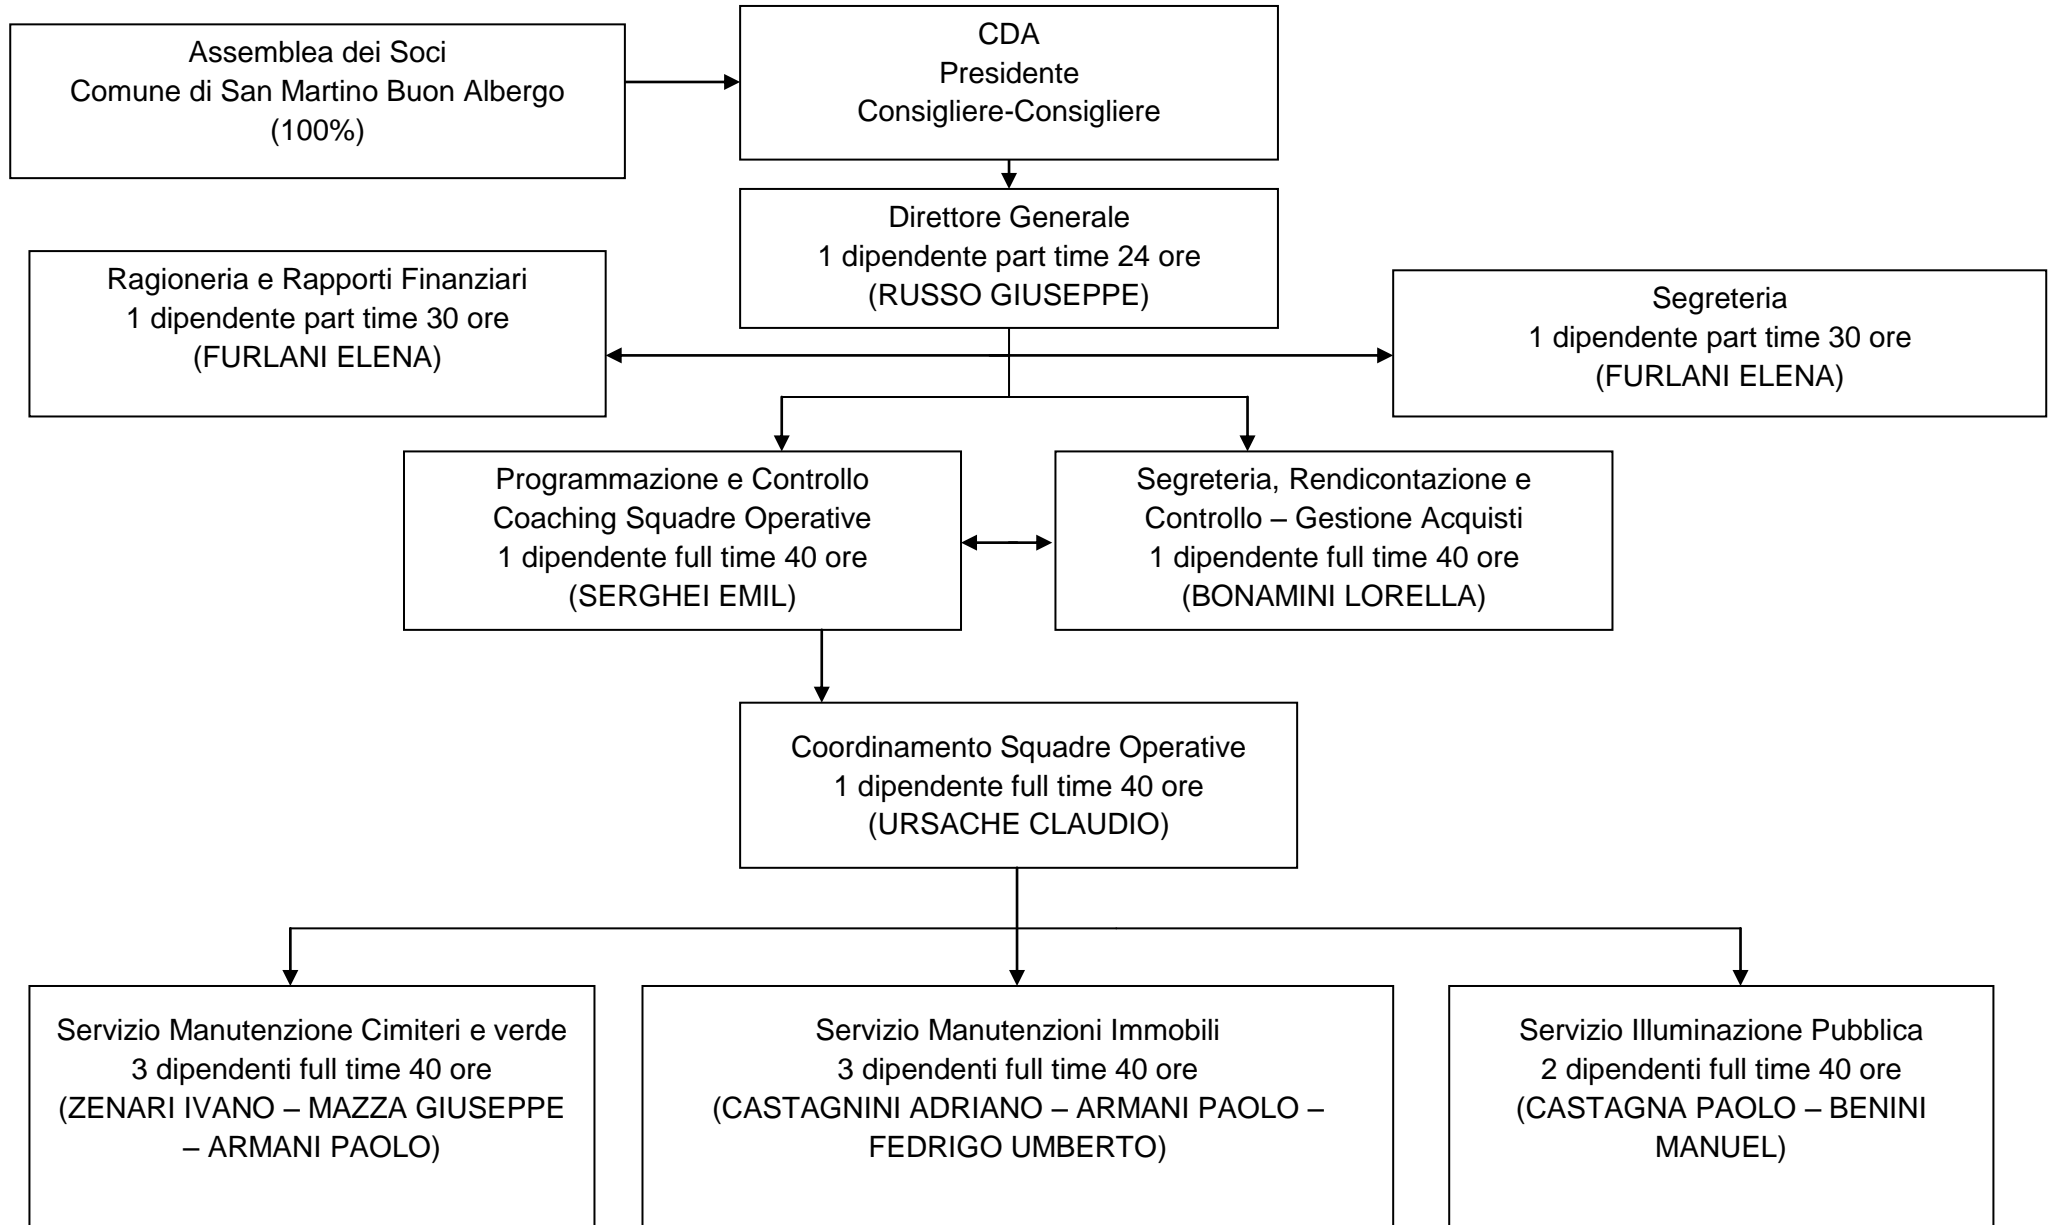 Assemblea dei Soci
Comune di San Martino Buon Albergo
(100%)
CDA
Presidente
Consigliere-Consigliere
Direttore Generale
1 dipendente part time 24 ore
(RUSSO GIUSEPPE)
Ragioneria e Rapporti Finanziari
1 dipendente part time 30 ore
(FURLANI ELENA)
Segreteria
1 dipendente part time 30 ore
(FURLANI ELENA)
Programmazione e Controllo
Coaching Squadre Operative
1 dipendente full time 40 ore
(SERGHEI EMIL)
Segreteria, Rendicontazione e
Controllo – Gestione Acquisti
1 dipendente full time 40 ore
(BONAMINI LORELLA)
Coordinamento Squadre Operative
1 dipendente full time 40 ore
(URSACHE CLAUDIO)
Servizio Manutenzione Cimiteri e verde
3 dipendenti full time 40 ore
(ZENARI IVANO – MAZZA GIUSEPPE
– ARMANI PAOLO)
Servizio Manutenzioni Immobili
3 dipendenti full time 40 ore
(CASTAGNINI ADRIANO – ARMANI PAOLO –
FEDRIGO UMBERTO)
Servizio Illuminazione Pubblica
2 dipendenti full time 40 ore
(CASTAGNA PAOLO – BENINI
MANUEL)